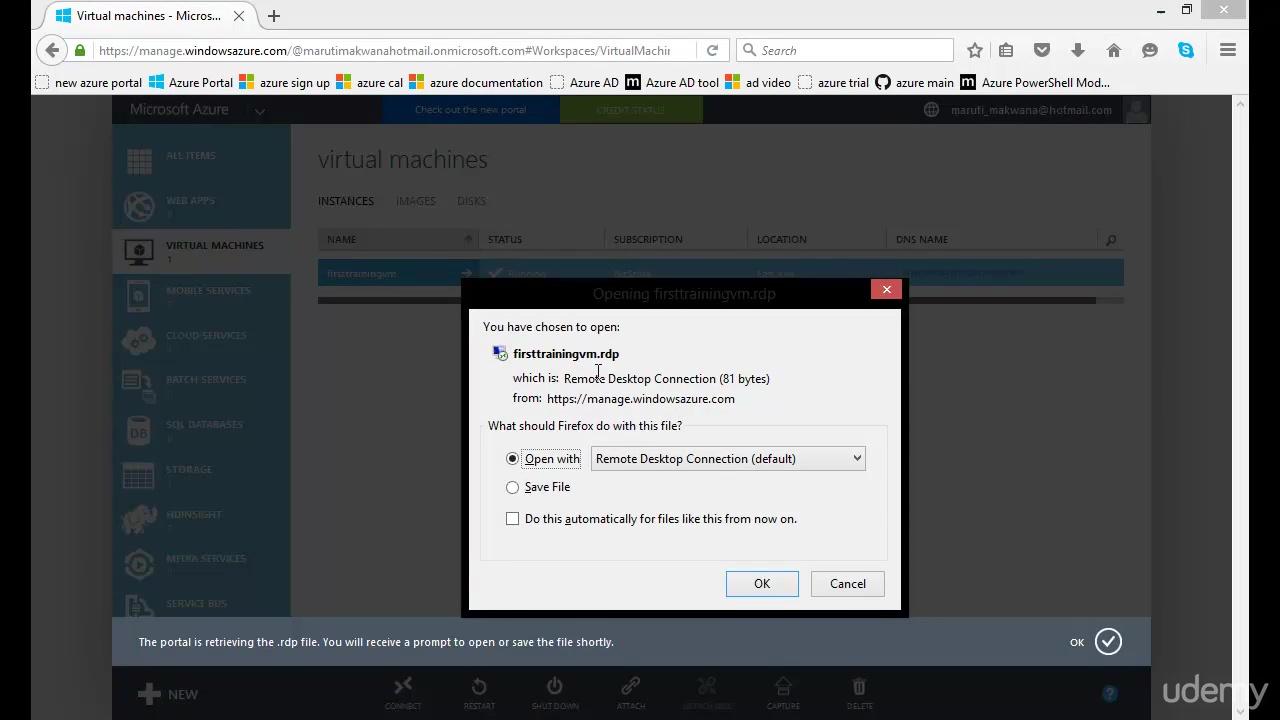 Virtual machines - Microso...
https://manage.windowsazure.com/@marutimakwanahotmail.onmicrosoft.com#Workspaces/VirtualMachin
Search
new azure portal
Azure Portal
azure sign up
azure cal
azure documentation
Azure AD
Azure AD tool
ad video
azure trial
azure main
Azure PowerShell Mod...
Microsoft Azure
Check out the new portal
CREDIT STATUS
maruti_makwana@hotmail.com
ALL ITEMS
WEB APPS
0
VIRTUAL MACHINES
1
MOBILE SERVICES
CLOUD SERVICES
BATCH SERVICES
SQL DATABASES
STORAGE
HDINSIGHT
MEDIA SERVICES
SERVICE BUS
virtual machines
INSTANCES IMAGES DISKS
NAME STATUS SUBSCRIPTION LOCATION DNS NAME
firsttrainingvm Running
Opening firsttrainingvm.rdp
You have chosen to open:
firsttrainingvm.rdp
which is: Remote Desktop Connection (81 bytes)
from: https://manage.windowsazure.com
What should Firefox do with this file?
Open with Remote Desktop Connection (default)
Save File
Do this automatically for files like this from now on.
OK Cancel
The portal is retrieving the .rdp file. You will receive a prompt to open or save the file shortly.
OK
NEW
CONNECT
RESTART
SHUT DOWN
ATTACH
DETACH DISK
CAPTURE
DELETE
?
udemy